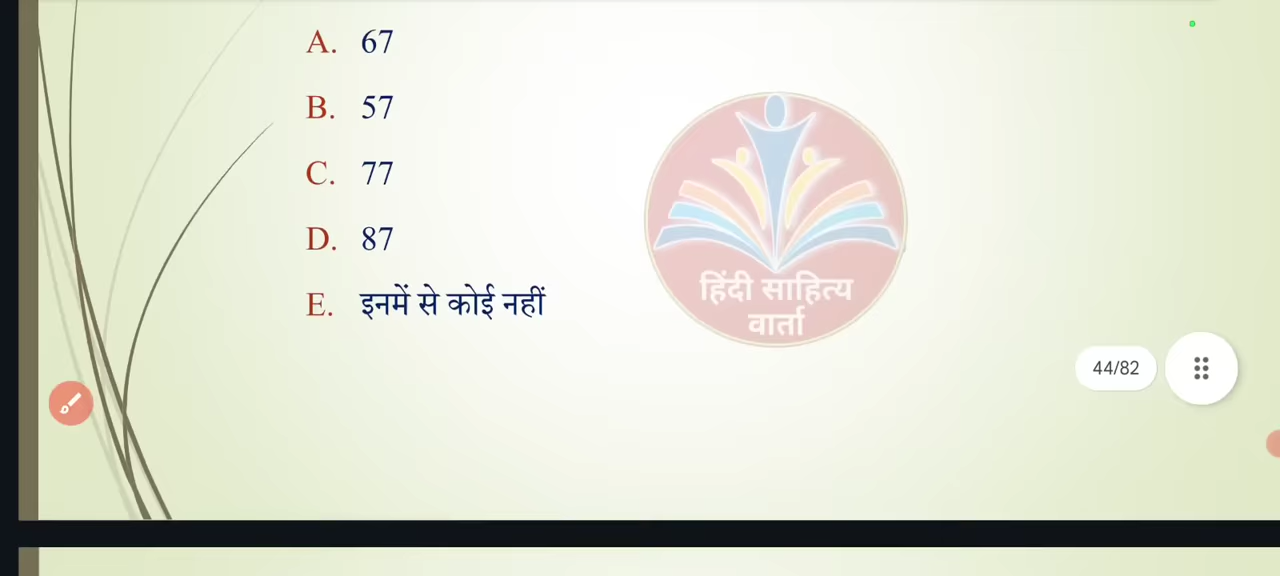 A. 67
B. 57
C. 77
D. 87
E. इनमें से कोई नहीं
हिंदी साहित्य
वार्ता
44/82